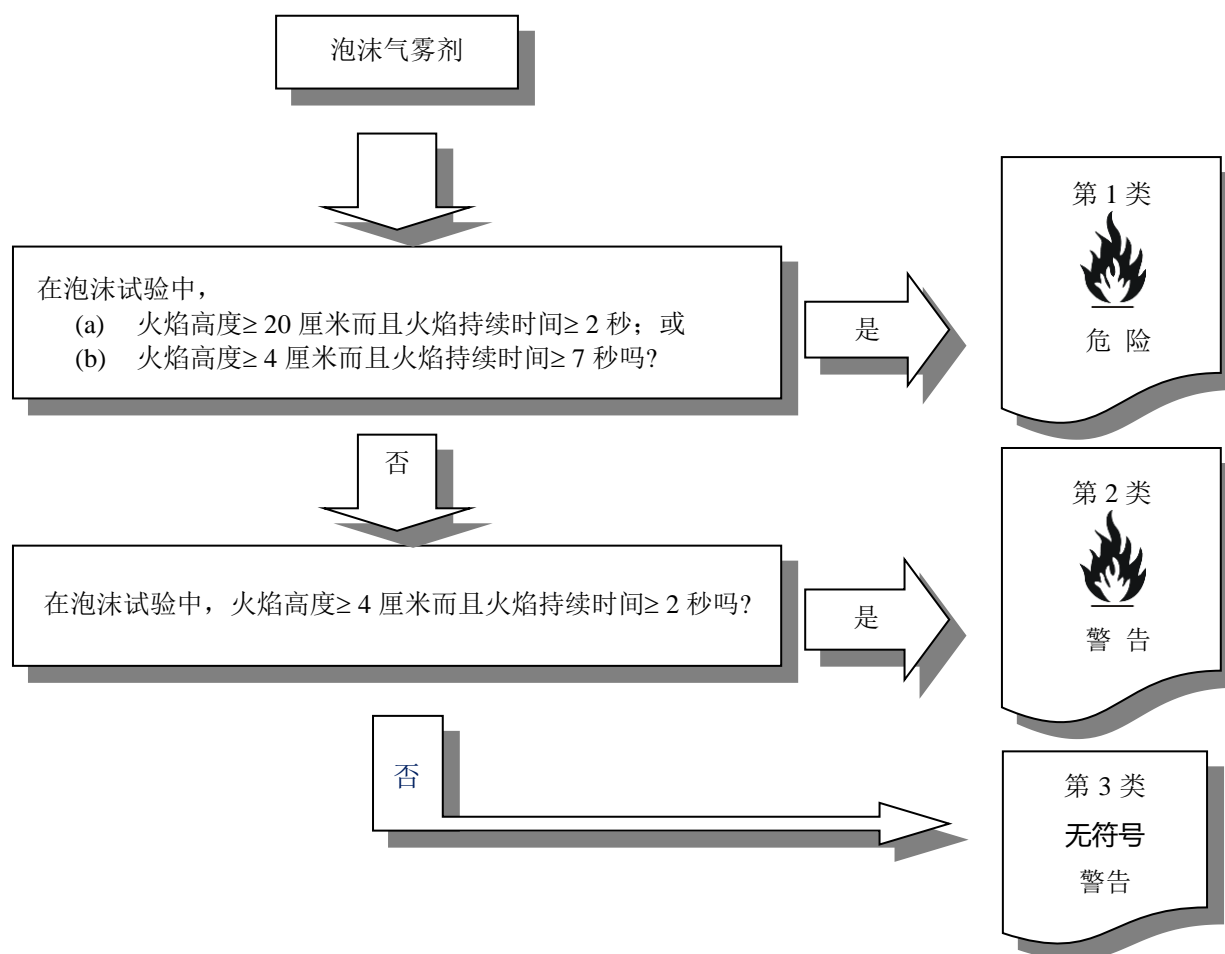 泡沫气雾剂
在泡沫试验中，
(a) 火焰高度≥ 20 厘米而且火焰持续时间≥ 2 秒；或
(b) 火焰高度≥ 4 厘米而且火焰持续时间≥ 7 秒吗?
是
第 1 类
危 险
否
在泡沫试验中，火焰高度≥ 4 厘米而且火焰持续时间≥ 2 秒吗?
是
第 2 类
警 告
否
第 3 类
无符号
警告